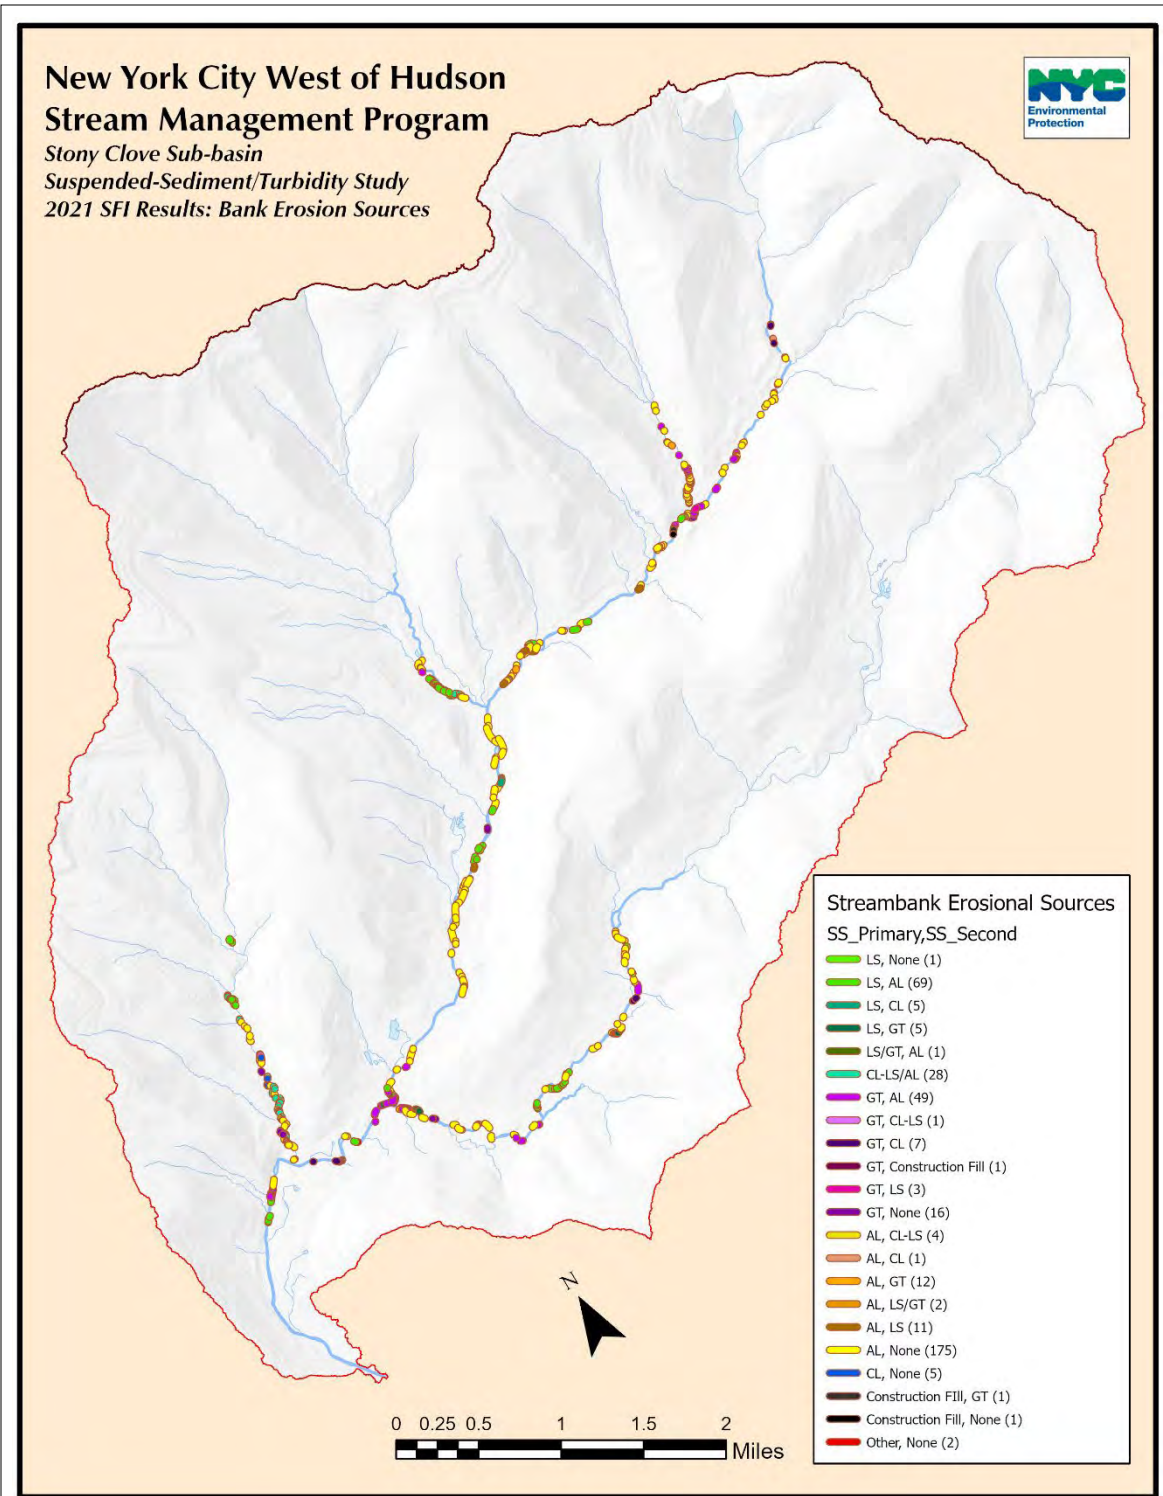 New York City West of Hudson
Stream Management Program
Stony Clove Sub-basin
Suspended-Sediment/Turbidity Study
2021 SFI Results: Bank Erosion Sources
NYC
Environmental
Protection
Streambank Erosional Sources
SS_Primary,SS_Second
LS, None (1)
LS, AL (69)
LS, CL (5)
LS, GT (5)
LS/GT, AL (1)
CL-LS/AL (28)
GT, AL (49)
GT, CL-LS (1)
GT, CL (7)
GT, Construction Fill (1)
GT, LS (3)
GT, None (16)
AL, CL-LS (4)
AL, CL (1)
AL, GT (12)
AL, LS/GT (2)
AL, LS (11)
AL, None (175)
CL, None (5)
Construction FIll, GT (1)
Construction Fill, None (1)
Other, None (2)
N
0 0.25 0.5 1 1.5 2
Miles